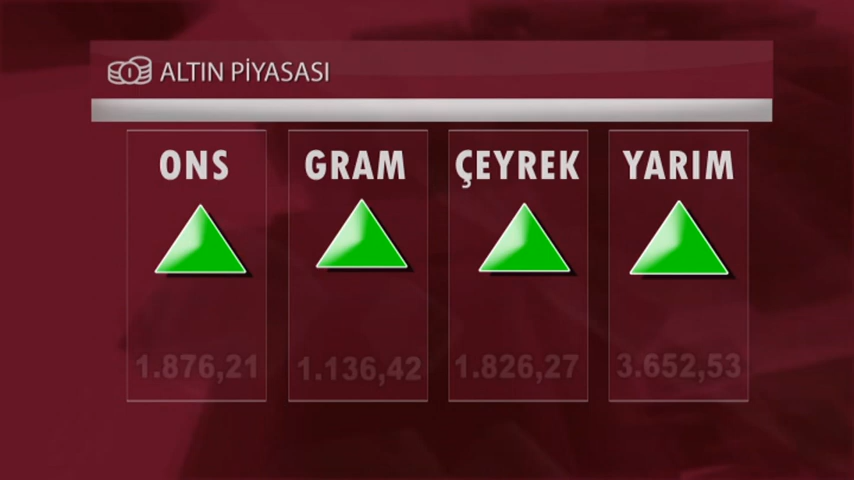 ALTIN PİYASASI
ONS GRAM ÇEYREK YARIM
1.876,21 1.136,42 1.826,27 3.652,53